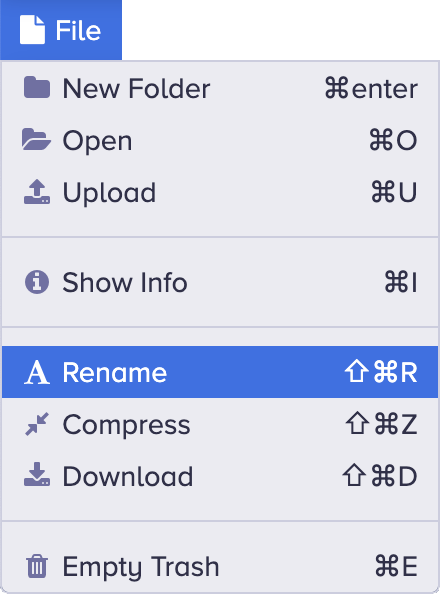 File
New Folder ⌘enter
Open ⌘O
Upload ⌘U
Show Info ⌘I
Rename ⇧⌘R
Compress ⇧⌘Z
Download ⇧⌘D
Empty Trash ⌘E